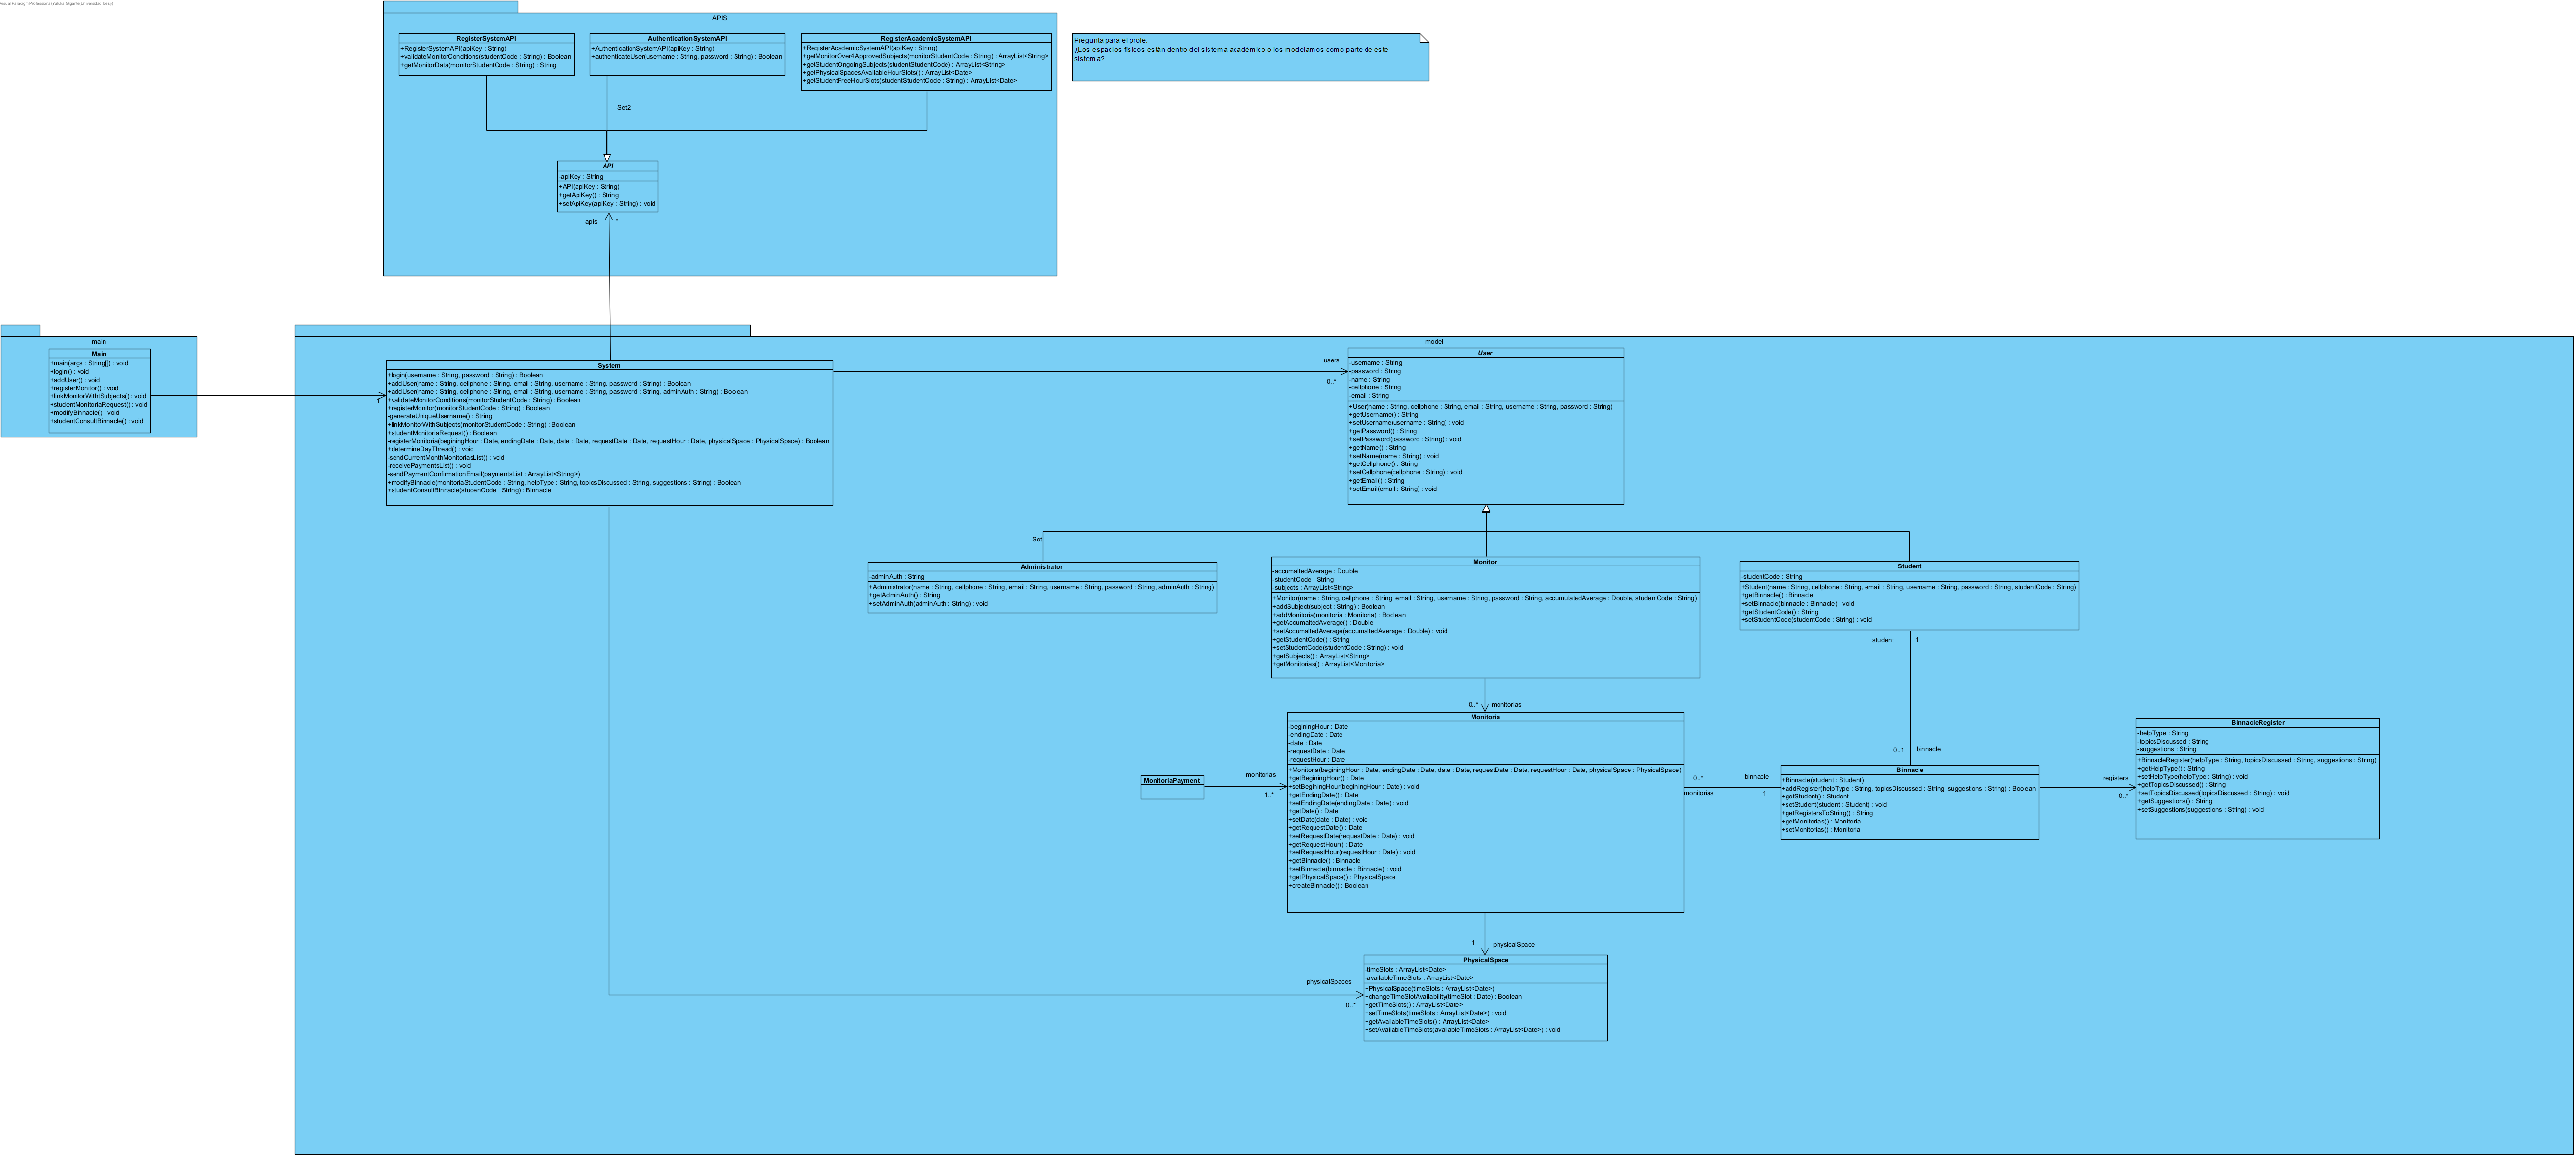 Visual Paradigm Professional(Yuluka Gigante(Universidad Icesi))
APIS
RegisterSystemAPI
+RegisterSystemAPI(apiKey : String)
+validateMonitorConditions(studentCode : String) : Boolean
+getMonitorData(monitorStudentCode : String) : String
AuthenticationSystemAPI
+AuthenticationSystemAPI(apiKey : String)
+authenticateUser(username : String, password : String) : Boolean
RegisterAcademicSystemAPI
+RegisterAcademicSystemAPI(apiKey : String)
+getMonitorOver4ApprovedSubjects(monitorStudentCode : String) : ArrayList<String>
+getStudentOngoingSubjects(studentStudentCode) : ArrayList<String>
+getPhysicalSpacesAvailableHourSlots() : ArrayList<Date>
+getStudentFreeHourSlots(studentStudentCode : String) : ArrayList<Date>
Pregunta para el profe:
¿Los espacios físicos están dentro del sistema académico o los modelamos como parte de este
sistema?
Set2
API
-apiKey : String
+API(apiKey : String)
+getApiKey() : String
+setApiKey(apiKey : String) : void
apis
*
main
Main
+main(args : String[]) : void
+login() : void
+addUser() : void
+registerMonitor() : void
+linkMonitorWithtSubjects() : void
+studentMonitoriaRequest() : void
+modifyBinnacle() : void
+studentConsultBinnacle() : void
1
model
System
+login(username : String, password : String) : Boolean
+addUser(name : String, cellphone : String, email : String, username : String, password : String) : Boolean
+addUser(name : String, cellphone : String, email : String, username : String, password : String, adminAuth : String) : Boolean
+validateMonitorConditions(monitorStudentCode : String) : Boolean
+registerMonitor(monitorStudentCode : String) : Boolean
-generateUniqueUsername() : String
+linkMonitorWithSubjects(monitorStudentCode : String) : Boolean
+studentMonitoriaRequest() : Boolean
-registerMonitoria(beginingHour : Date, endingDate : Date, date : Date, requestDate : Date, requestHour : Date, physicalSpace : PhysicalSpace) : Boolean
+determineDayThread() : void
-sendCurrentMonthMonitoriasList() : void
-receivePaymentsList() : void
-sendPaymentConfirmationEmail(paymentsList : ArrayList<String>)
+modifyBinnacle(monitoriaStudentCode : String, helpType : String, topicsDiscussed : String, suggestions : String) : Boolean
+studentConsultBinnacle(studenCode : String) : Binnacle
users
0..*
User
-username : String
-password : String
-name : String
-cellphone : String
-email : String
+User(name : String, cellphone : String, email : String, username : String, password : String)
+getUsername() : String
+setUsername(username : String) : void
+getPassword() : String
+setPassword(password : String) : void
+getName() : String
+setName(name : String) : void
+getCellphone() : String
+setCellphone(cellphone : String) : void
+getEmail() : String
+setEmail(email : String) : void
Set
Administrator
-adminAuth : String
+Administrator(name : String, cellphone : String, email : String, username : String, password : String, adminAuth : String)
+getAdminAuth() : String
+setAdminAuth(adminAuth : String) : void
Monitor
-accumaltedAverage : Double
-studentCode : String
-subjects : ArrayList<String>
+Monitor(name : String, cellphone : String, email : String, username : String, password : String, accumulatedAverage : Double, studentCode : String)
+addSubject(subject : String) : Boolean
+addMonitoria(monitoria : Monitoria) : Boolean
+getAccumaltedAverage() : Double
+setAccumaltedAverage(accumaltedAverage : Double) : void
+getStudentCode() : String
+setStudentCode(studentCode : String) : void
+getSubjects() : ArrayList<String>
+getMonitorias() : ArrayList<Monitoria>
Student
-studentCode : String
+Student(name : String, cellphone : String, email : String, username : String, password : String, studentCode : String)
+getBinnacle() : Binnacle
+setBinnacle(binnacle : Binnacle) : void
+getStudentCode() : String
+setStudentCode(studentCode : String) : void
student
1
0..*
monitorias
Monitoria
-beginingHour : Date
-endingDate : Date
-date : Date
-requestDate : Date
-requestHour : Date
+Monitoria(beginingHour : Date, endingDate : Date, date : Date, requestDate : Date, requestHour : Date, physicalSpace : PhysicalSpace)
+getBeginingHour() : Date
+setBeginingHour(beginingHour : Date) : void
+getEndingDate() : Date
+setEndingDate(endingDate : Date) : void
+getDate() : Date
+setDate(date : Date) : void
+getRequestDate() : Date
+setRequestDate(requestDate : Date) : void
+getRequestHour() : Date
+setRequestHour(requestHour : Date) : void
+getBinnacle() : Binnacle
+setBinnacle(binnacle : Binnacle) : void
+getPhysicalSpace() : PhysicalSpace
+createBinnacle() : Boolean
MonitoriaPayment
monitorias
1..*
0..*
monitorias
binnacle
1
0..1
binnacle
Binnacle
+Binnacle(student : Student)
+addRegister(helpType : String, topicsDiscussed : String, suggestions : String) : Boolean
+getStudent() : Student
+setStudent(student : Student) : void
+getRegistersToString() : String
+getMonitorias() : Monitoria
+setMonitorias() : Monitoria
registers
0..*
BinnacleRegister
-helpType : String
-topicsDiscussed : String
-suggestions : String
+BinnacleRegister(helpType : String, topicsDiscussed : String, suggestions : String)
+getHelpType() : String
+setHelpType(helpType : String) : void
+getTopicsDiscussed() : String
+setTopicsDiscussed(topicsDiscussed : String) : void
+getSuggestions() : String
+setSuggestions(suggestions : String) : void
1
physicalSpace
physicalSpaces
0..*
PhysicalSpace
-timeSlots : ArrayList<Date>
-availableTimeSlots : ArrayList<Date>
+PhysicalSpace(timeSlots : ArrayList<Date>)
+changeTimeSlotAvailability(timeSlot : Date) : Boolean
+getTimeSlots() : ArrayList<Date>
+setTimeSlots(timeSlots : ArrayList<Date>) : void
+getAvailableTimeSlots() : ArrayList<Date>
+setAvailableTimeSlots(availableTimeSlots : ArrayList<Date>) : void